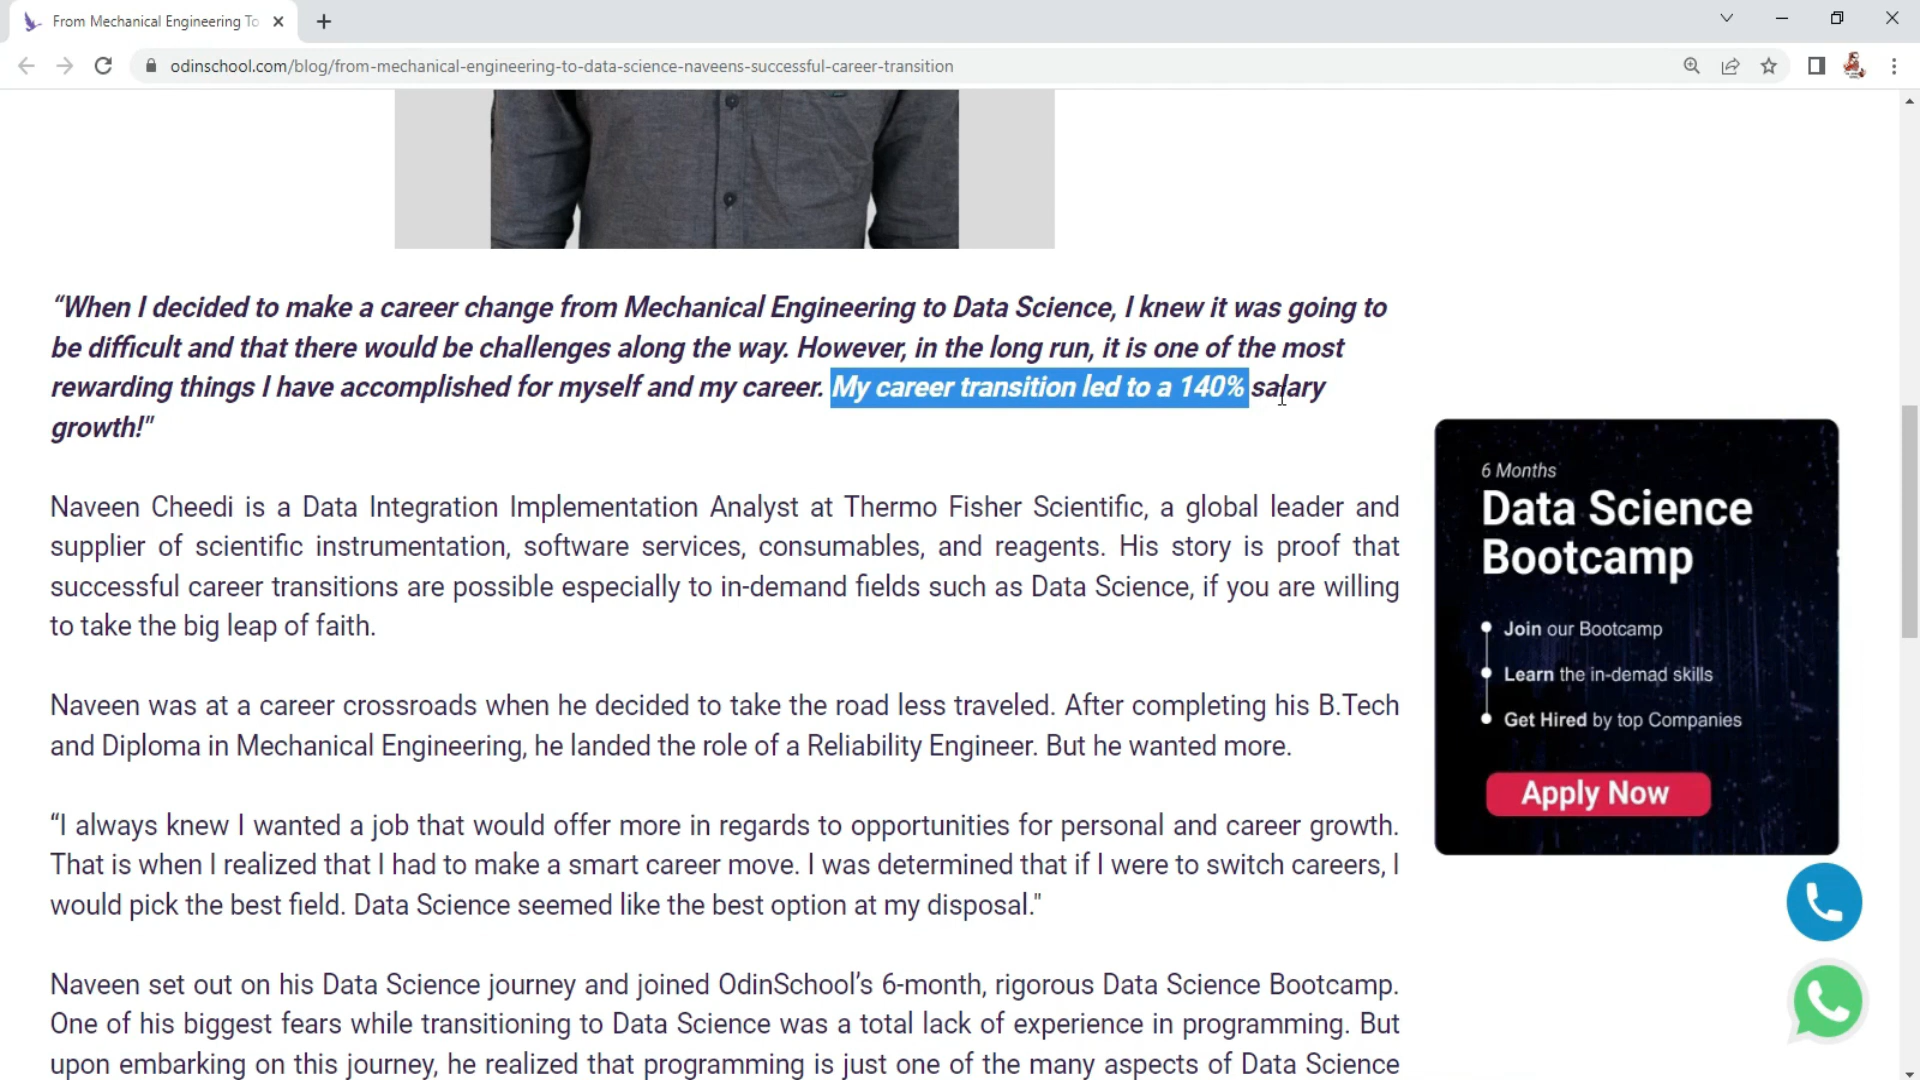 From Mechanical Engineering To
odinschool.com/blog/from-mechanical-engineering-to-data-science-naveens-successful-career-transition
“When I decided to make a career change from Mechanical Engineering to Data Science, I knew it was going to
be difficult and that there would be challenges along the way. However, in the long run, it is one of the most
rewarding things I have accomplished for myself and my career. My career transition led to a 140% salary
growth!"
Naveen Cheedi is a Data Integration Implementation Analyst at Thermo Fisher Scientific, a global leader and
supplier of scientific instrumentation, software services, consumables, and reagents. His story is proof that
successful career transitions are possible especially to in-demand fields such as Data Science, if you are willing
to take the big leap of faith.
Naveen was at a career crossroads when he decided to take the road less traveled. After completing his B.Tech
and Diploma in Mechanical Engineering, he landed the role of a Reliability Engineer. But he wanted more.
“I always knew I wanted a job that would offer more in regards to opportunities for personal and career growth.
That is when I realized that I had to make a smart career move. I was determined that if I were to switch careers, I
would pick the best field. Data Science seemed like the best option at my disposal."
Naveen set out on his Data Science journey and joined OdinSchool’s 6-month, rigorous Data Science Bootcamp.
One of his biggest fears while transitioning to Data Science was a total lack of experience in programming. But
upon embarking on this journey, he realized that programming is just one of the many aspects of Data Science
6 Months
Data Science
Bootcamp
Join our Bootcamp
Learn the in-demad skills
Get Hired by top Companies
Apply Now